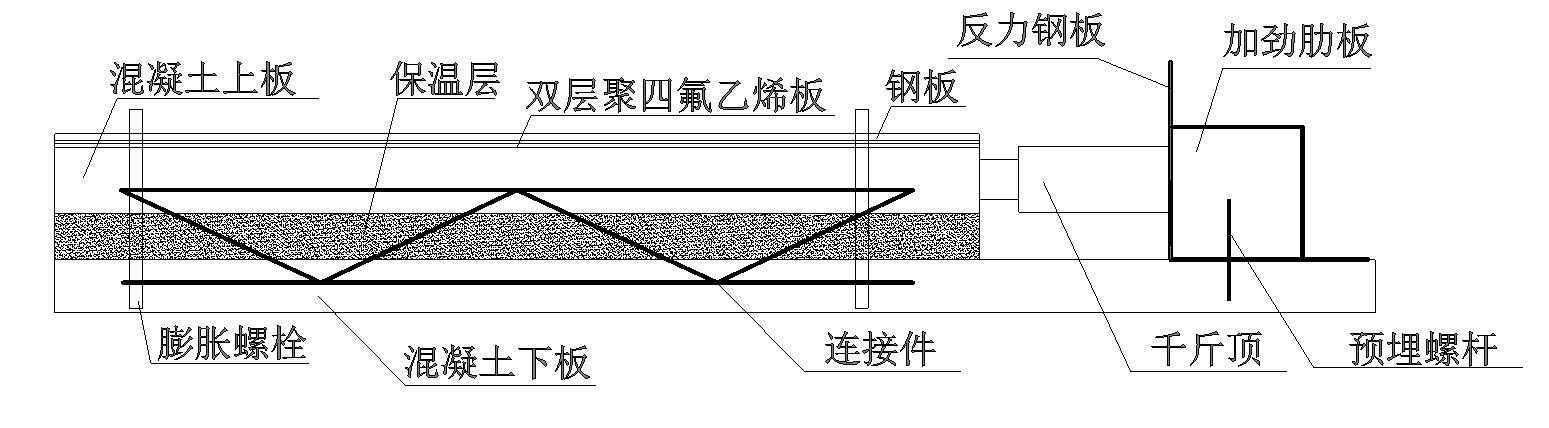 反力钢板
加劲肋板
混凝土上板
保温层
双层聚四氟乙烯板
钢板
膨胀螺栓
混凝土下板
连接件
千斤顶
预埋螺杆